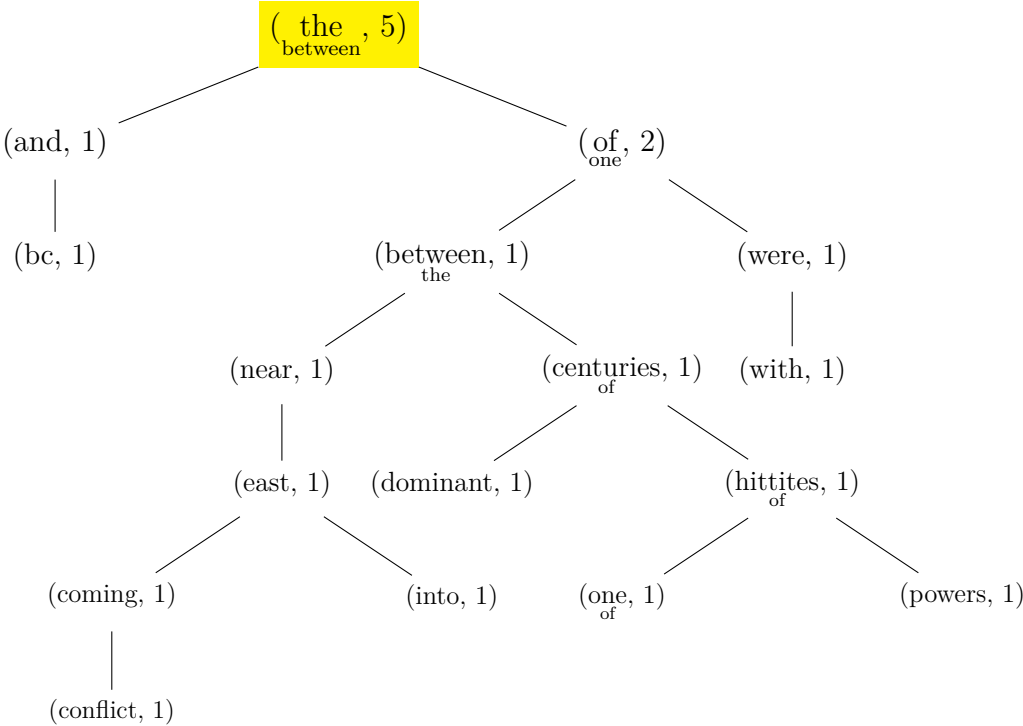 (the, 5)
between
(and, 1)
(of, 2)
one
(bc, 1)
(between, 1)
the
(were, 1)
(near, 1)
(centuries, 1)
of
(with, 1)
(east, 1)
(dominant, 1)
(hittites, 1)
of
(coming, 1)
(into, 1)
(one, 1)
of
(powers, 1)
(conflict, 1)